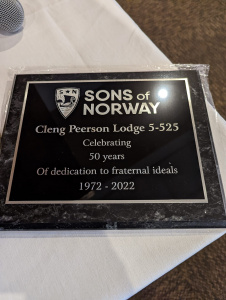 SONS of
NORWAY
Cleng Peerson Lodge 5-525
Celebrating
50 years
Of dedication to fraternal ideals
1972 - 2022